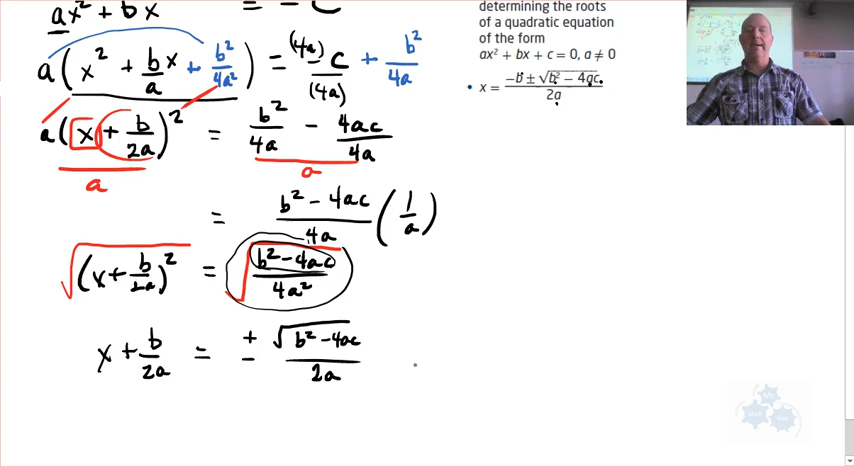 ax² + bx = - C
a(x² + b/a x + b²/4a²) = (4a) - c/(4a) + b²/4a
a(x + b/2a)² = b²/4a - 4ac/4a
a a
= b² - 4ac/4a (1/a)
√(x + b/2a)² = √b² - 4ac/4a²
x + b/2a = ± √b² - 4ac/2a
determining the roots
of a quadratic equation
of the form
ax² + bx + c = 0, a ≠ 0
• x = -b ± √b² - 4ac/2a